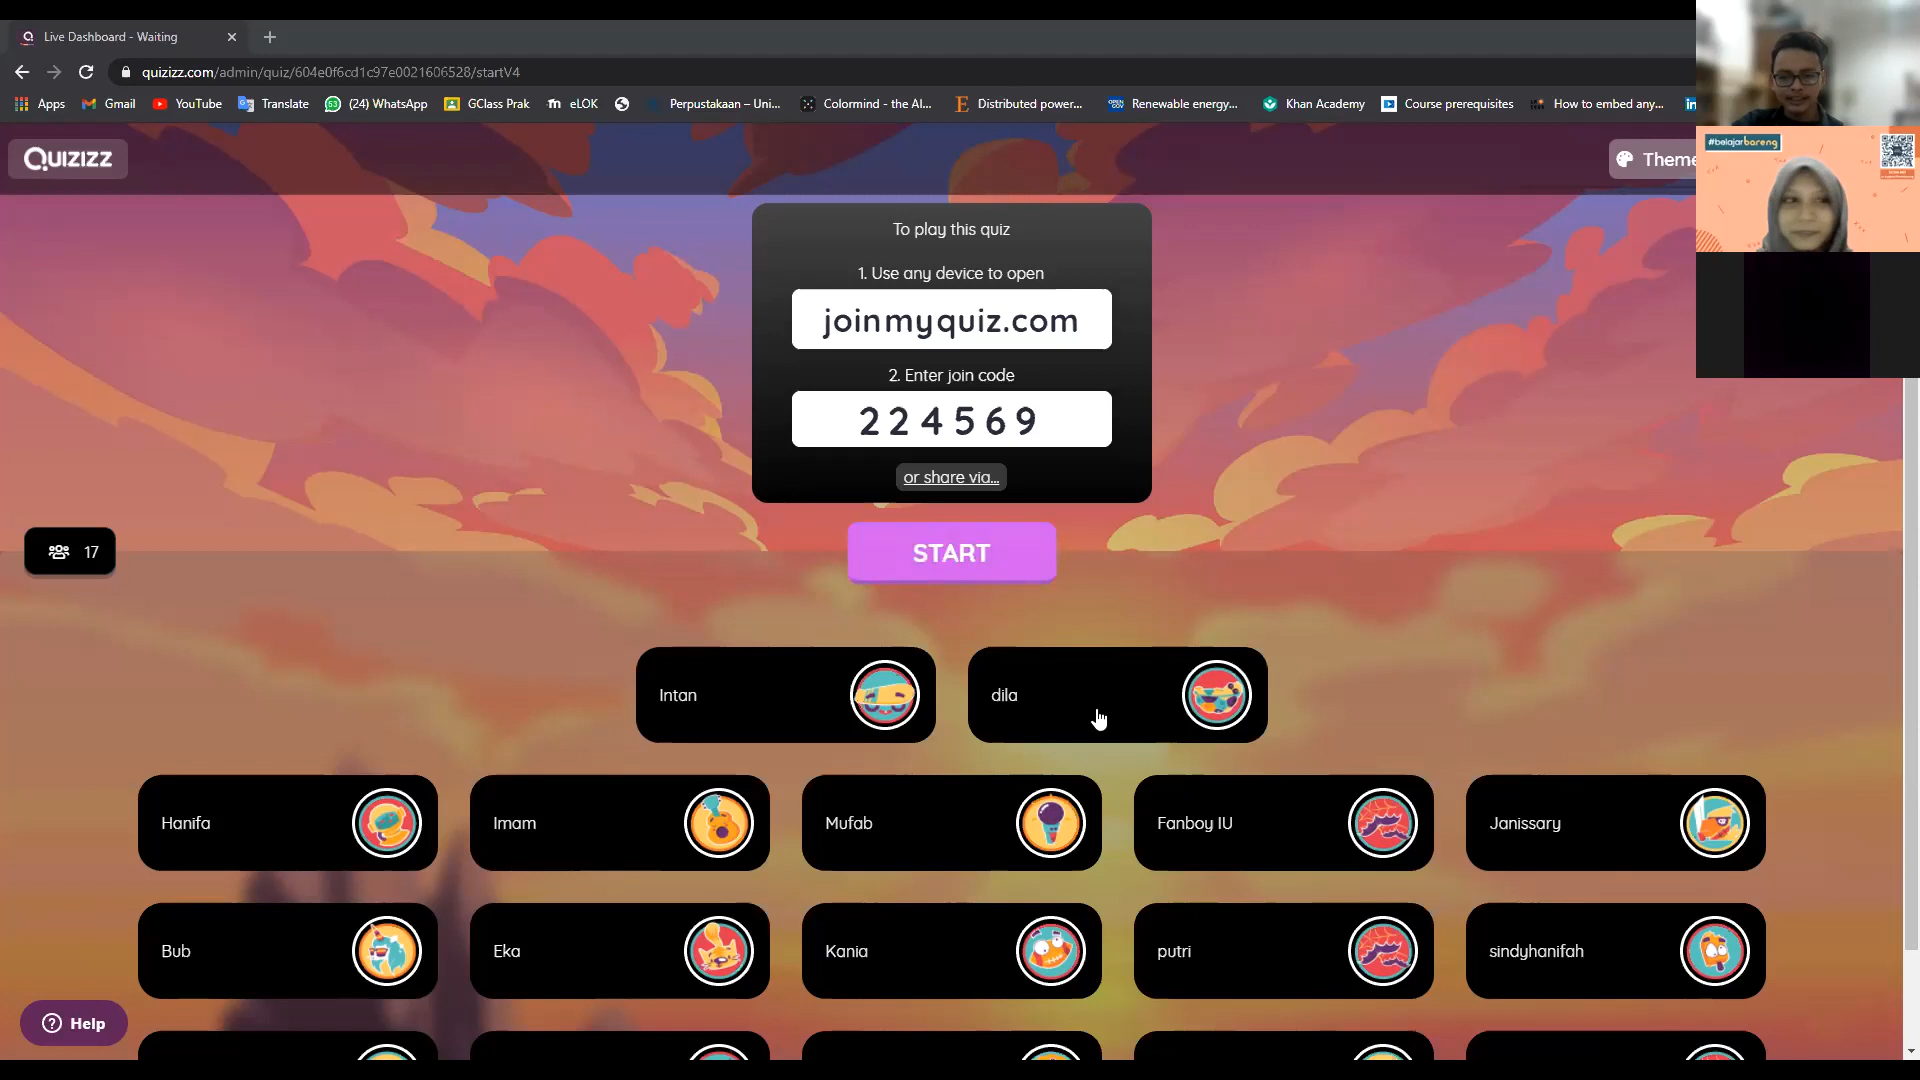 Live Dashboard - Waiting
quizizz.com/admin/quiz/604e0f6cd1c97e0021606528/startV4
Apps
Gmail
YouTube
Translate
53
(24) WhatsApp
GClass Prak
eLOK
Perpustakaan – Uni...
Colormind - the AI...
Distributed power...
Renewable energy...
Khan Academy
Course prerequisites
How to embed any...
#belajarbareng
Quizizz
Theme
To play this quiz
1. Use any device to open
joinmyquiz.com
2. Enter join code
224569
or share via...
17
START
Intan
dila
Hanifa
Imam
Mufab
Fanboy IU
Janissary
Bub
Eka
Kania
putri
sindyhanifah
Help